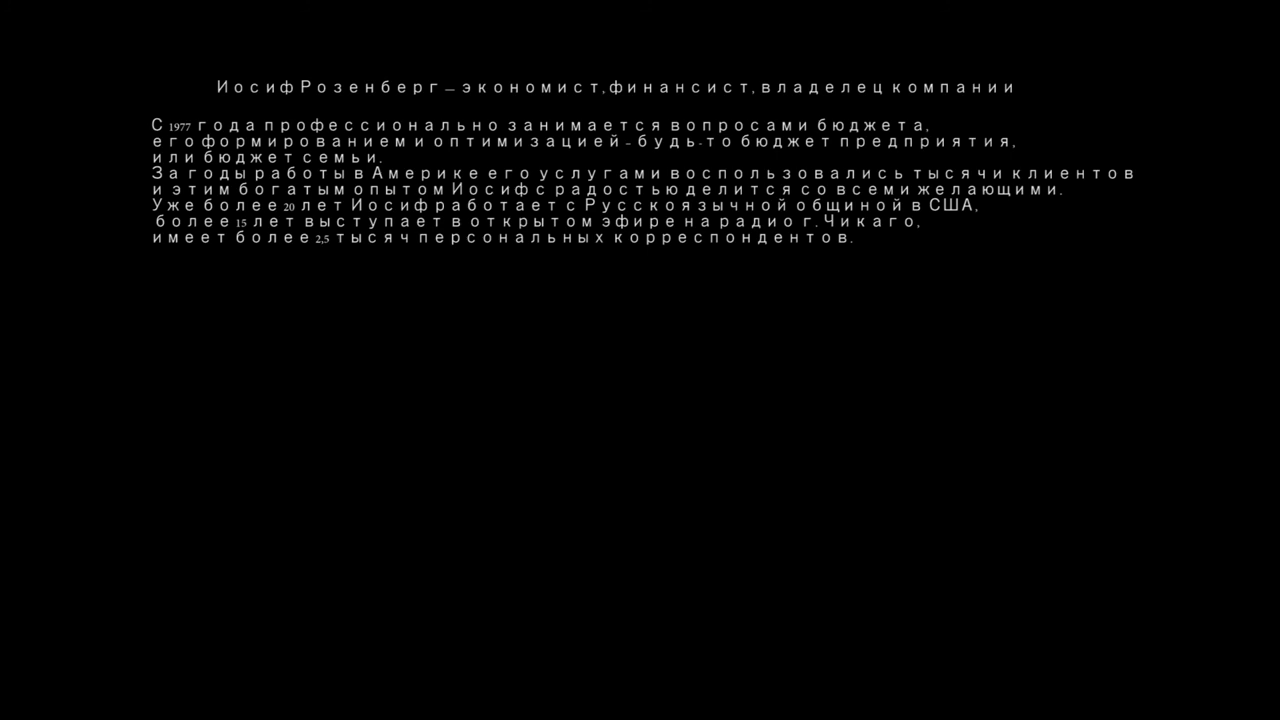 Иосиф Розенберг – экономист, финансист, владелец компании
С 1977 года профессионально занимается вопросами бюджета,
его формированием и оптимизацией – будь-то бюджет предприятия,
или бюджет семьи.
За годы работы в Америке его услугами воспользовались тысячи клиентов
и этим богатым опытом Иосиф с радостью делится со всеми желающими.
Уже более 20 лет Иосиф работает с Русскоязычной общиной в США,
более 15 лет выступает в открытом эфире на радио г. Чикаго,
имеет более 2,5 тысяч персональных корреспондентов.